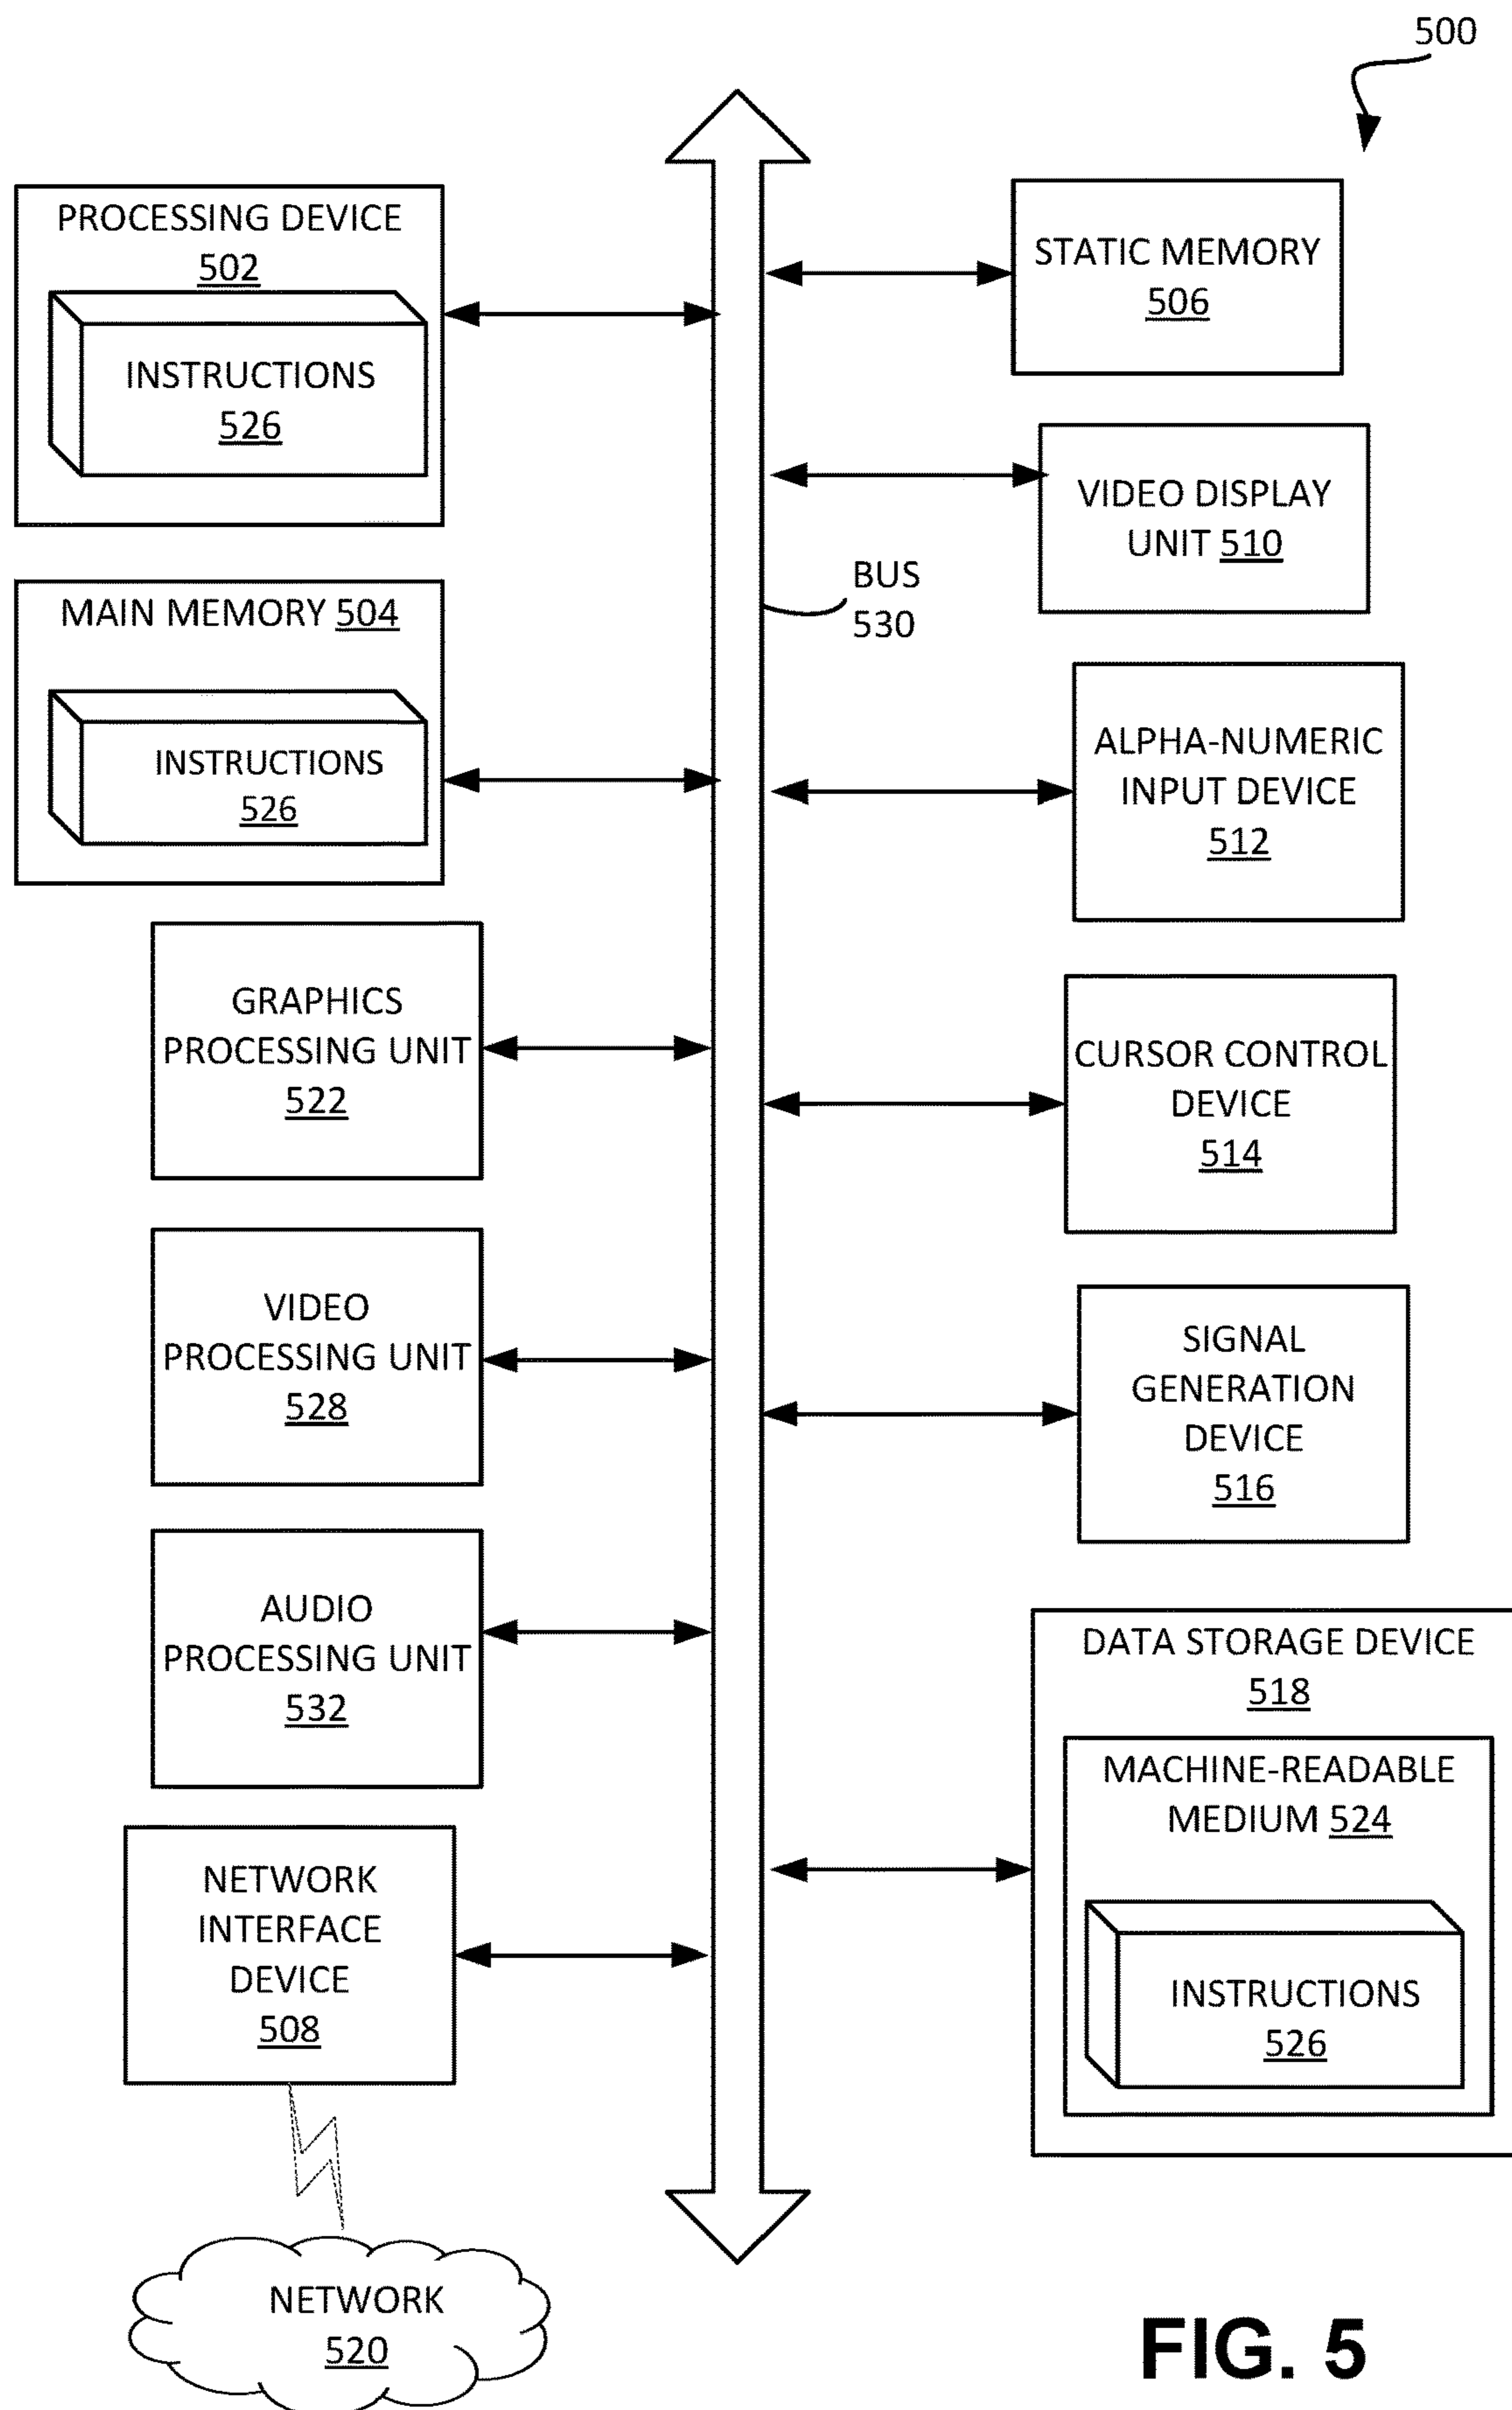 500
PROCESSING DEVICE
502
INSTRUCTIONS
526
MAIN MEMORY 504
INSTRUCTIONS
526
GRAPHICS
PROCESSING UNIT
522
VIDEO
PROCESSING UNIT
528
AUDIO
PROCESSING UNIT
532
NETWORK
INTERFACE
DEVICE
508
NETWORK
520
BUS
530
STATIC MEMORY
506
VIDEO DISPLAY
UNIT 510
ALPHA-NUMERIC
INPUT DEVICE
512
CURSOR CONTROL
DEVICE
514
SIGNAL
GENERATION
DEVICE
516
DATA STORAGE DEVICE
518
MACHINE-READABLE
MEDIUM 524
INSTRUCTIONS
526
FIG. 5